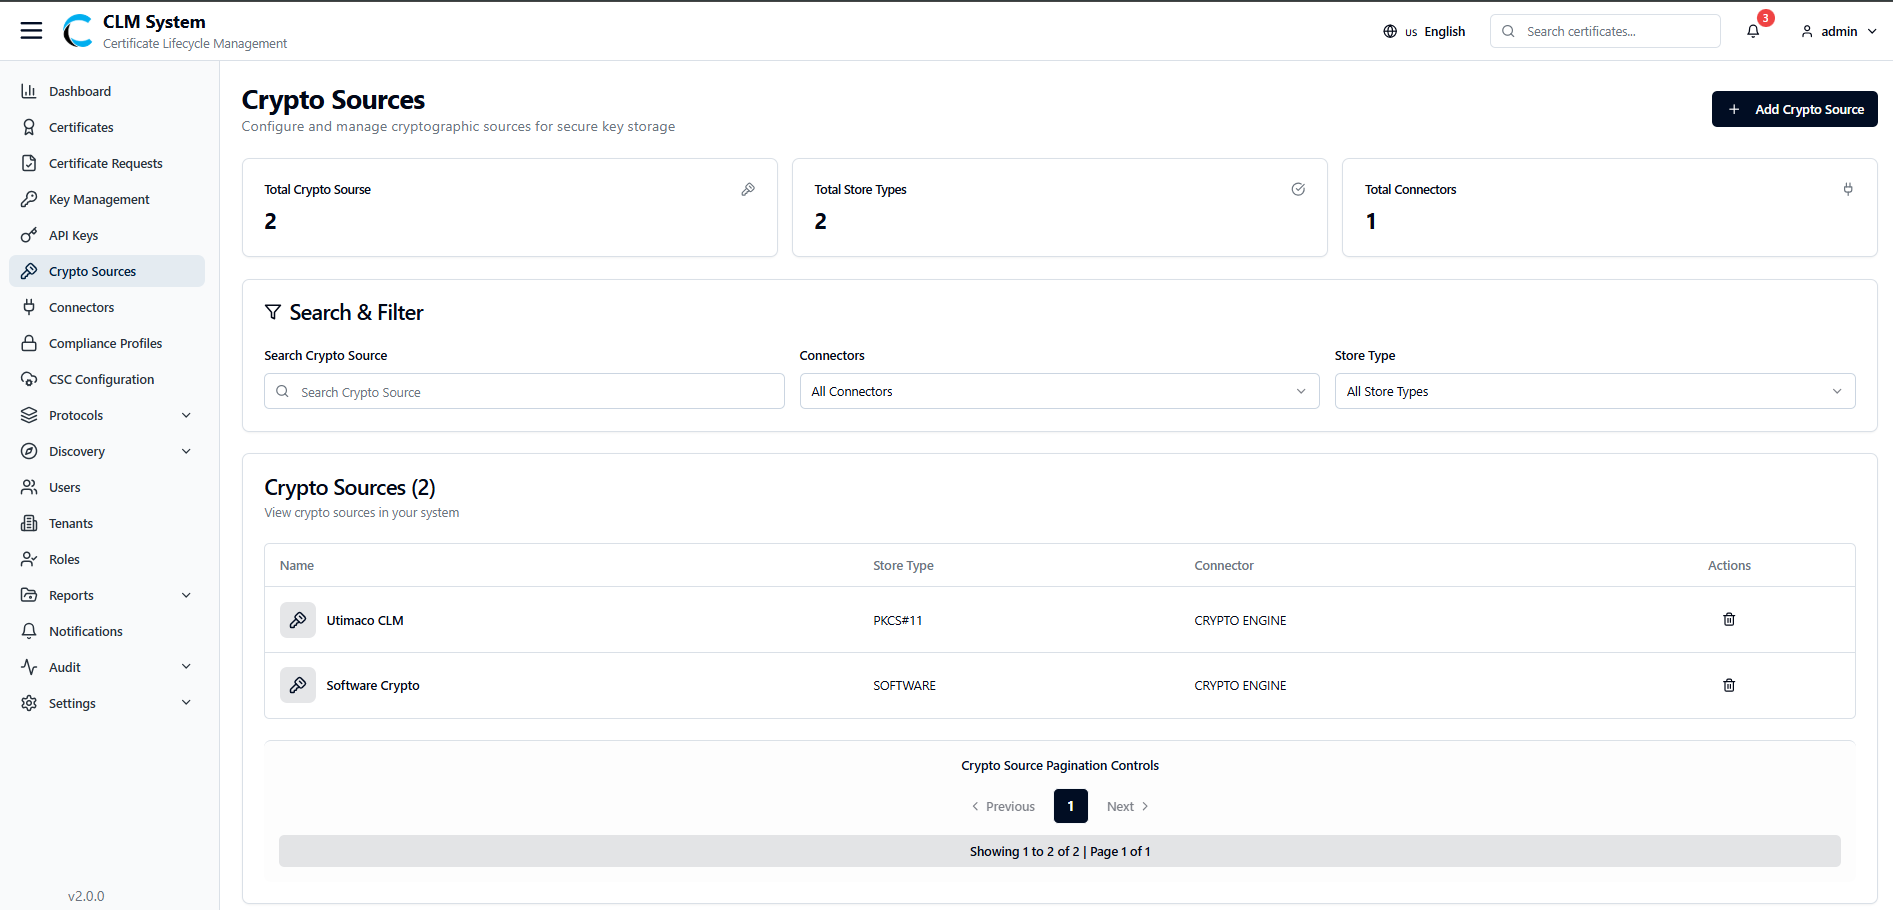 CLM System
Certificate Lifecycle Management
us English
Search certificates...
3
admin
Dashboard
Certificates
Certificate Requests
Key Management
API Keys
Crypto Sources
Connectors
Compliance Profiles
CSC Configuration
Protocols
Discovery
Users
Tenants
Roles
Reports
Notifications
Audit
Settings
v2.0.0
Crypto Sources
Configure and manage cryptographic sources for secure key storage
+ Add Crypto Source
Total Crypto Sourse
2
Total Store Types
2
Total Connectors
1
Search & Filter
Search Crypto Source
Search Crypto Source
Connectors
All Connectors
Store Type
All Store Types
Crypto Sources (2)
View crypto sources in your system
Name Store Type Connector Actions
Utimaco CLM PKCS#11 CRYPTO ENGINE
Software Crypto SOFTWARE CRYPTO ENGINE
Crypto Source Pagination Controls
Previous 1 Next
Showing 1 to 2 of 2 | Page 1 of 1